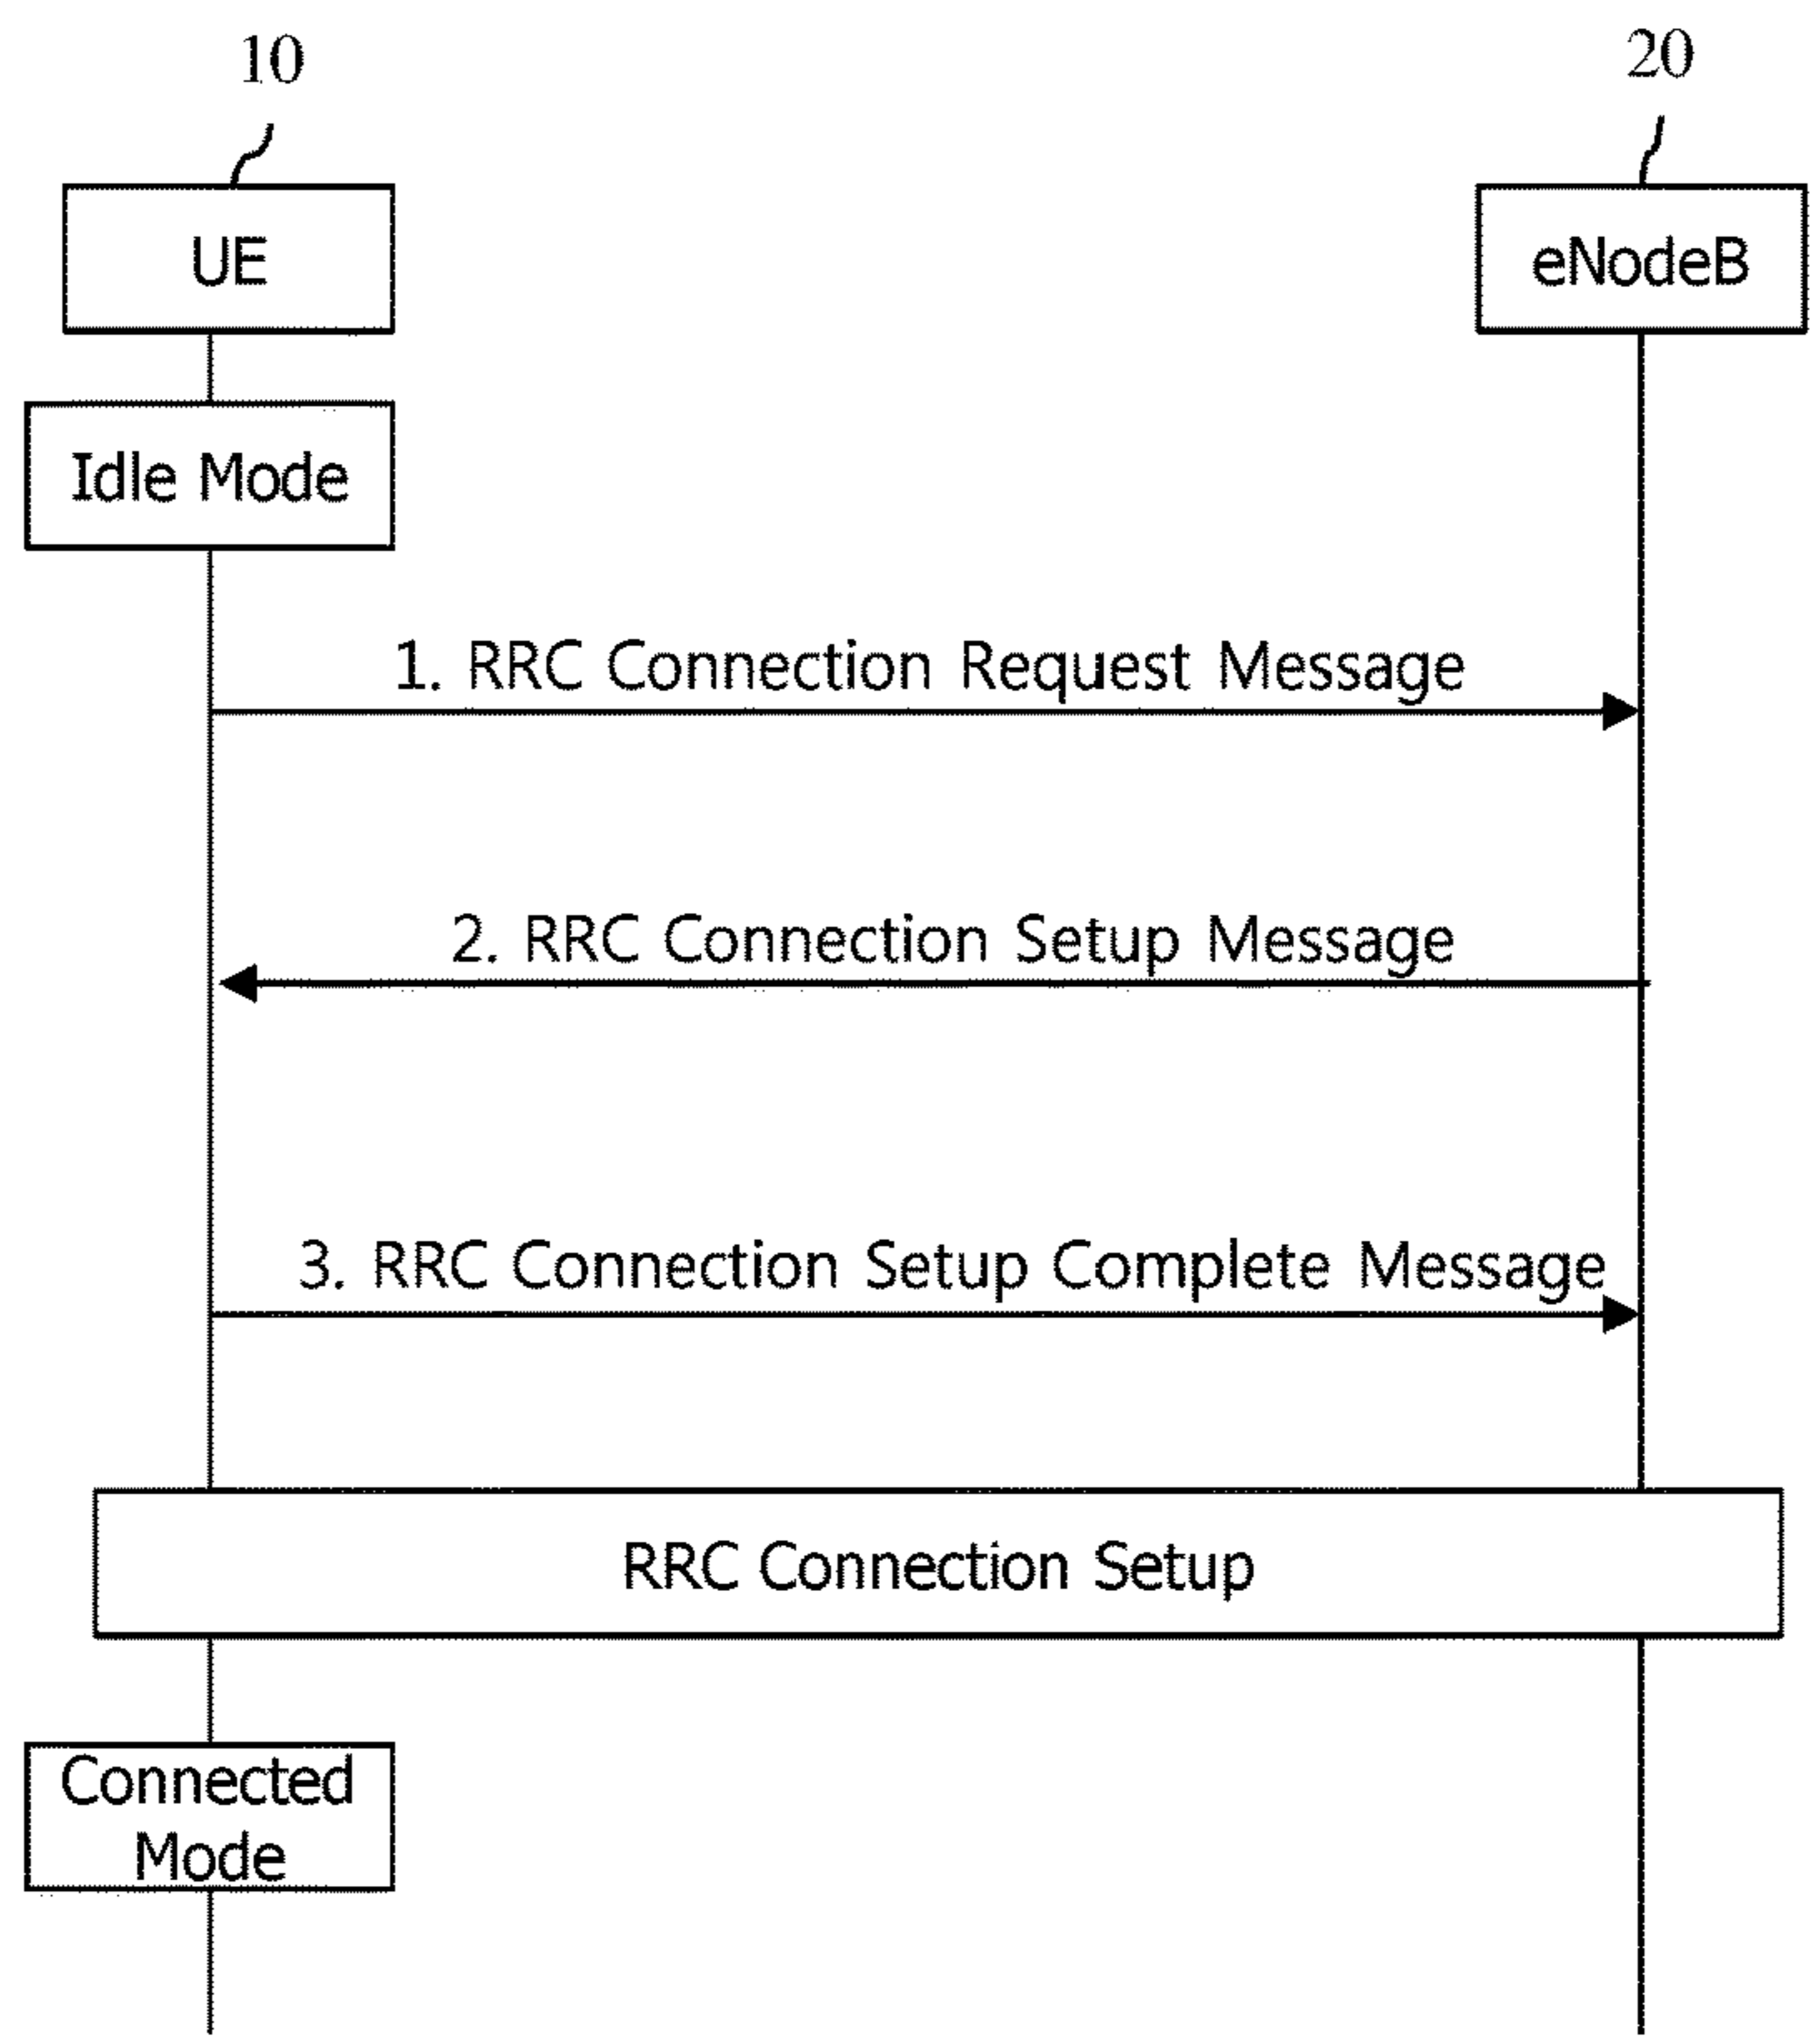 10
20
UE
eNodeB
Idle Mode
1. RRC Connection Request Message
2. RRC Connection Setup Message
3. RRC Connection Setup Complete Message
RRC Connection Setup
Connected
Mode